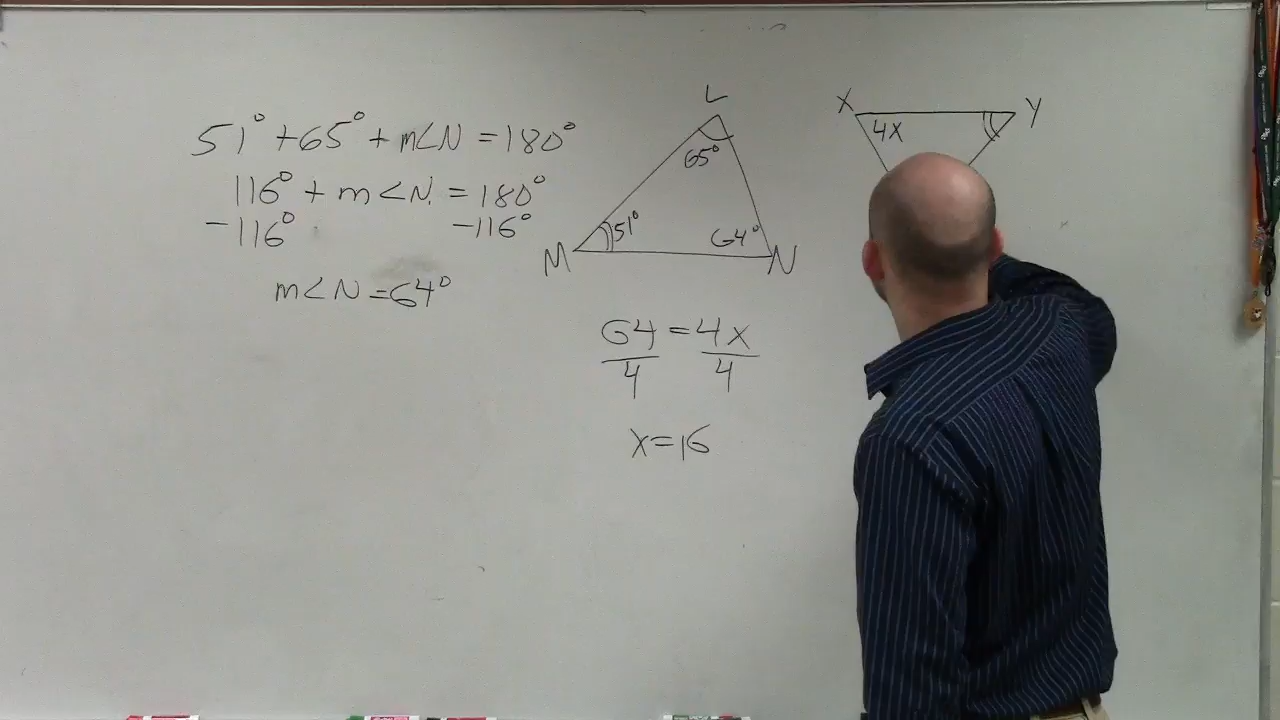 51° + 65° + m∠N = 180°
116° + m∠N = 180°
-116° -116°
m∠N = 64°
L
65°
M 51° 64° N
X Y
4X
64 = 4x
4 4
x = 16